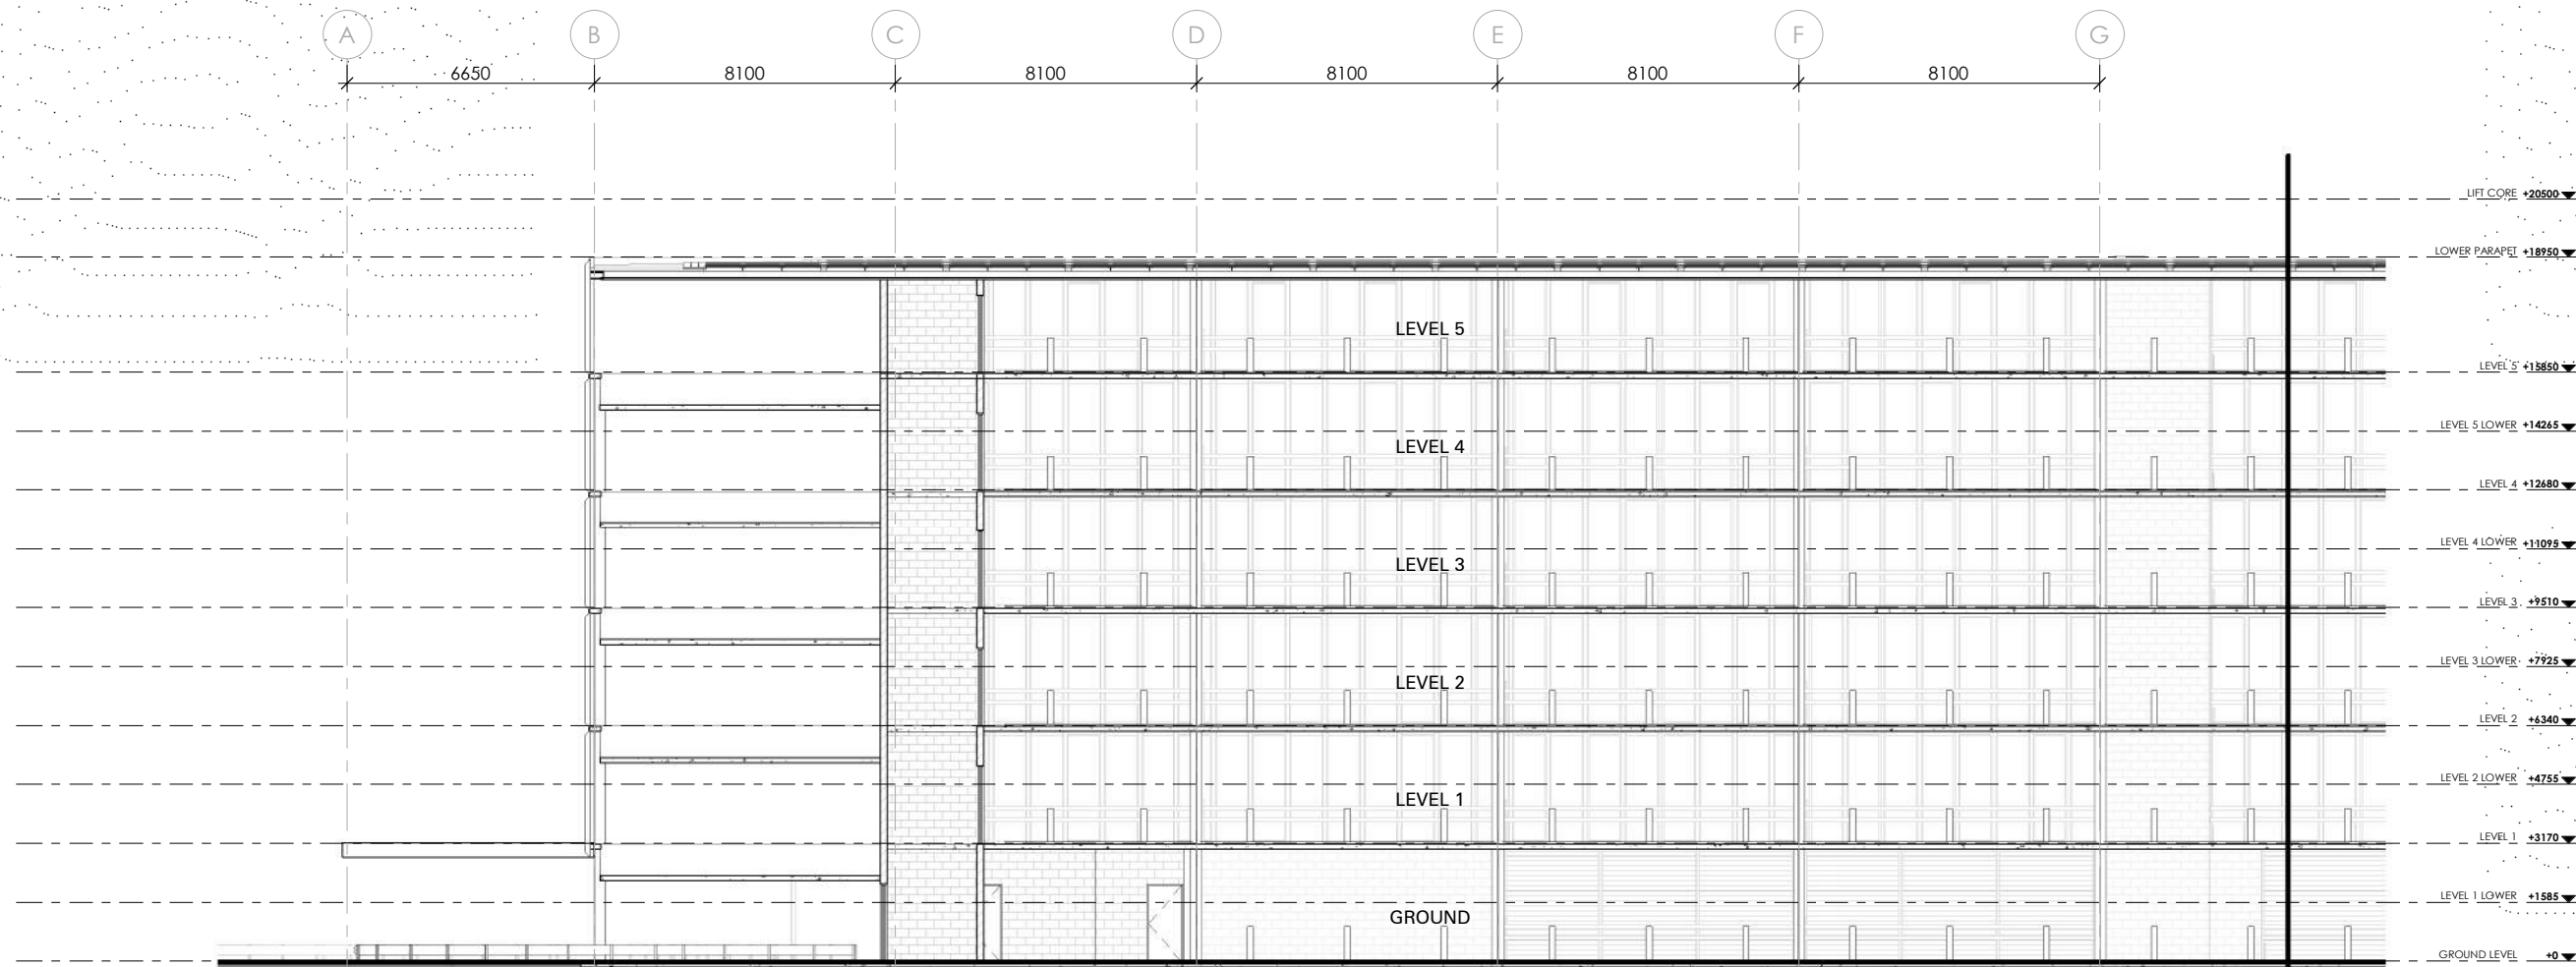 A B C D E F G
6650 8100 8100 8100 8100 8100
LIFT CORE +20500
LOWER PARAPET +18950
LEVEL 5
LEVEL 5 +15850
LEVEL 5 LOWER +14265
LEVEL 4
LEVEL 4 +12680
LEVEL 4 LOWER +11095
LEVEL 3
LEVEL 3 +9510
LEVEL 3 LOWER +7925
LEVEL 2
LEVEL 2 +6340
LEVEL 2 LOWER +4755
LEVEL 1
LEVEL 1 +3170
LEVEL 1 LOWER +1585
GROUND
GROUND LEVEL +0